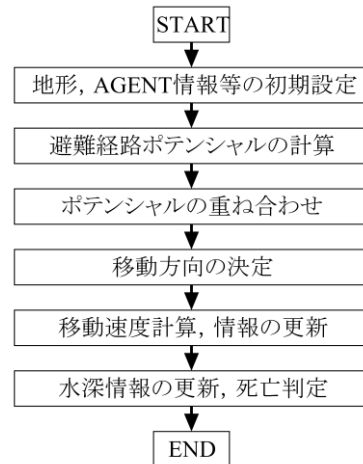 START
地形, AGENT情報等の初期設定
避難経路ポテンシャルの計算
ポテンシャルの重ね合わせ
移動方向の決定
移動速度計算, 情報の更新
水深情報の更新, 死亡判定
END